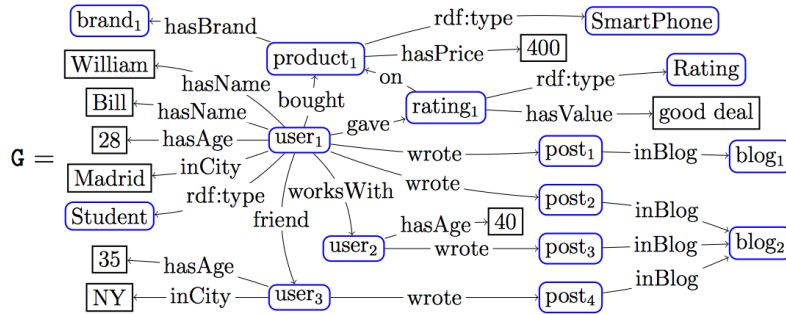 brand₁ hasBrand rdf:type SmartPhone
product₁ hasPrice 400
William hasName on rdf:type Rating
Bill hasName bought rating₁ hasValue good deal
28 hasAge user₁ gave
G = inCity wrote post₁ inBlog blog₁
Madrid rdf:type worksWith wrote post₂ inBlog
Student friend hasAge 40
user₂ wrote post₃ inBlog blog₂
35 hasAge inBlog
NY inCity user₃ wrote post₄